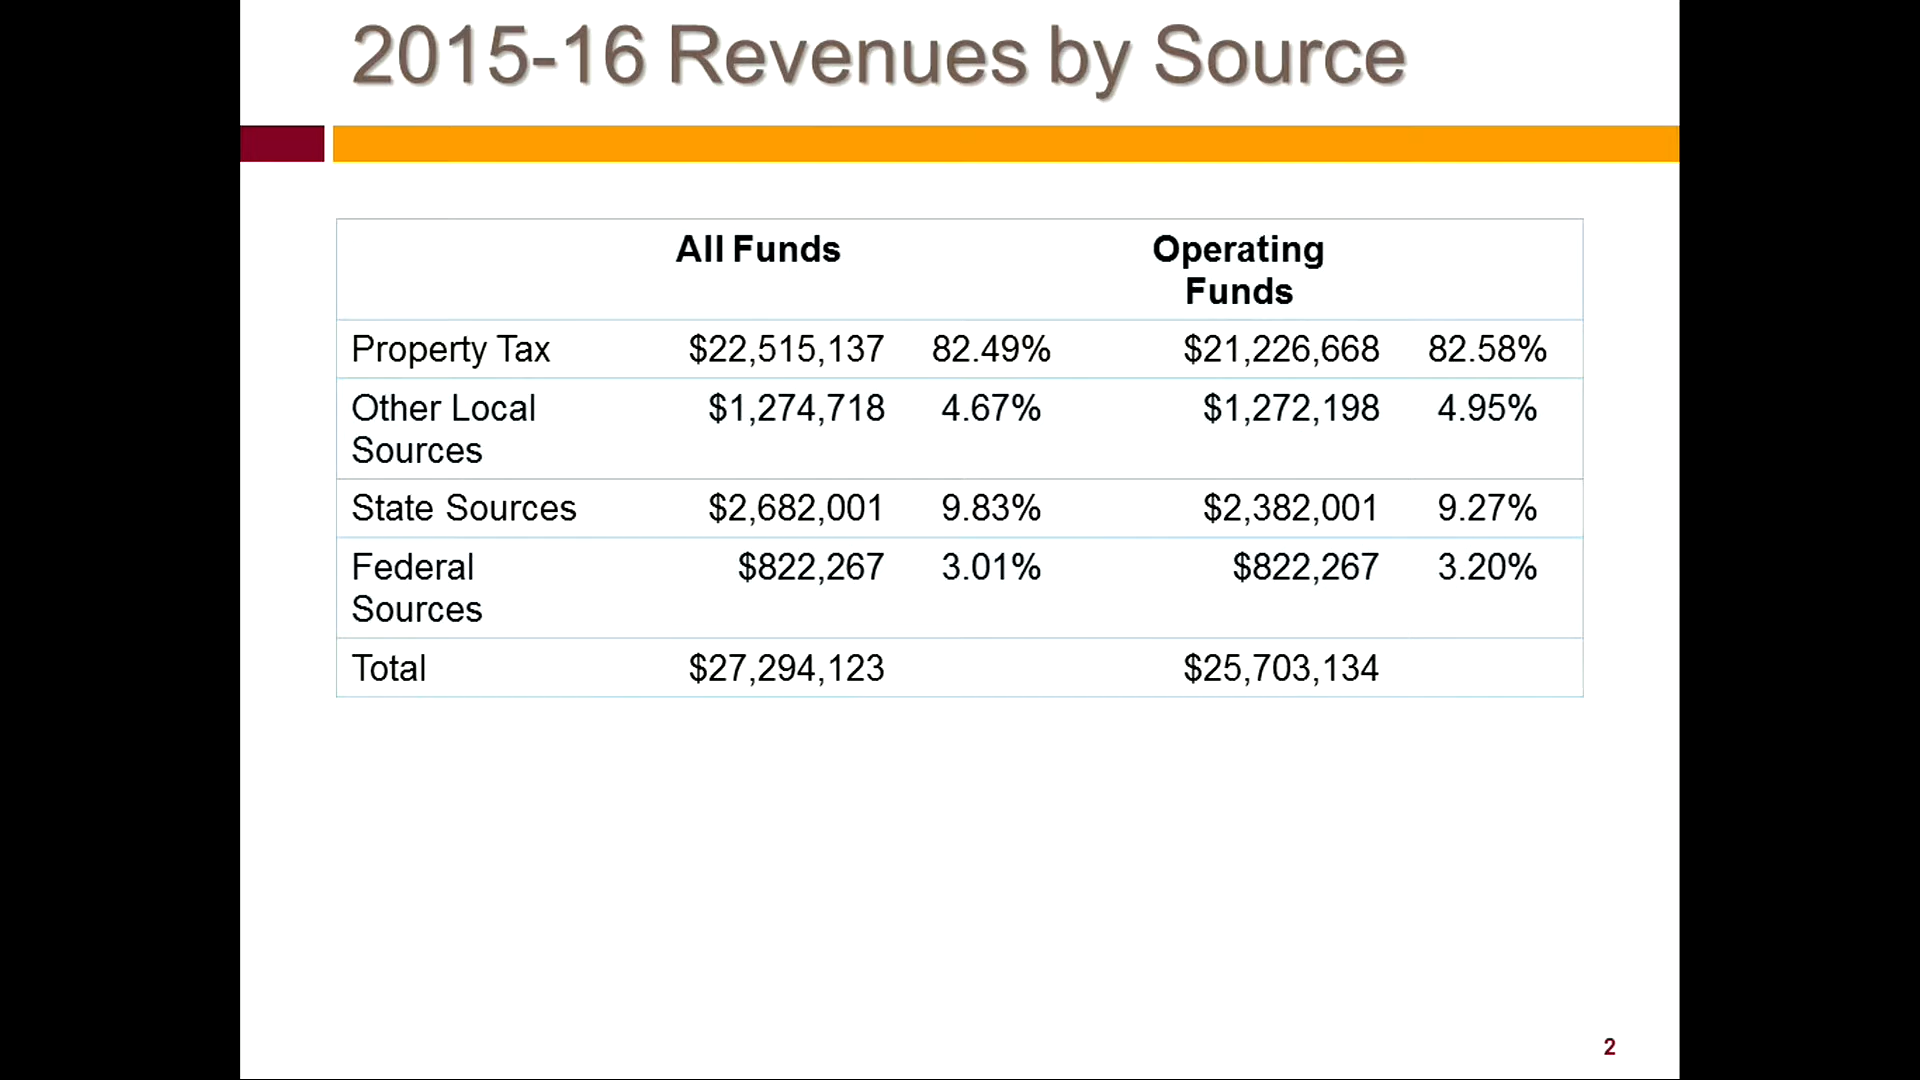 2015-16 Revenues by Source
All Funds Operating
Funds
Property Tax $22,515,137 82.49% $21,226,668 82.58%
Other Local $1,274,718 4.67% $1,272,198 4.95%
Sources
State Sources $2,682,001 9.83% $2,382,001 9.27%
Federal $822,267 3.01% $822,267 3.20%
Sources
Total $27,294,123 $25,703,134
2